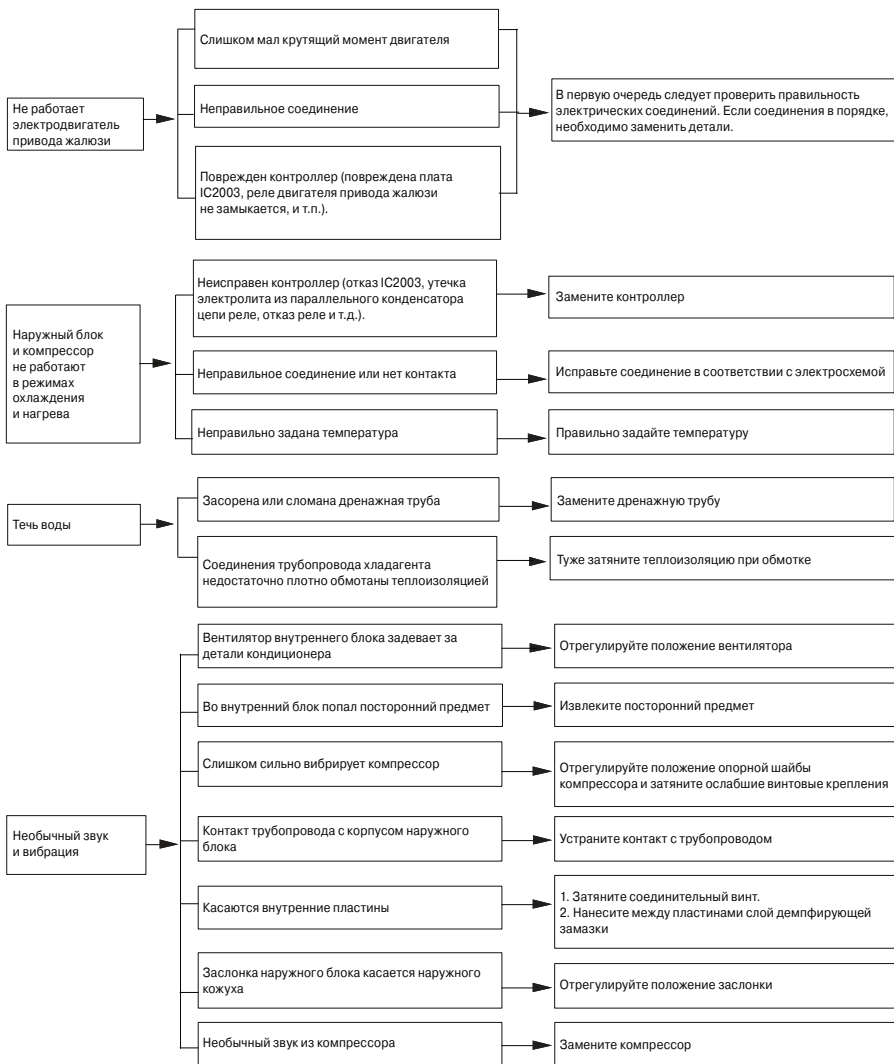 Не работает
электродвигатель
привода жалюзи
Слишком мал крутящий момент двигателя
Неправильное соединение
Поврежден контроллер (повреждена плата
IC2003, реле двигателя привода жалюзи
не замыкается, и т.п.).
В первую очередь следует проверить правильность
электрических соединений. Если соединения в порядке,
необходимо заменить детали.
Наружный блок
и компрессор
не работают
в режимах
охлаждения
и нагрева
Неисправен контроллер (отказ IC2003, утечка
электролита из параллельного конденсатора
цепи реле, отказ реле и т.д.).
Замените контроллер
Неправильное соединение или нет контакта
Исправьте соединение в соответствии с электросхемой
Неправильно задана температура
Правильно задайте температуру
Течь воды
Засорена или сломана дренажная труба
Замените дренажную трубу
Соединения трубопровода хладагента
недостаточно плотно обмотаны теплоизоляцией
Туже затяните теплоизоляцию при обмотке
Необычный звук
и вибрация
Вентилятор внутреннего блока задевает за
детали кондиционера
Отрегулируйте положение вентилятора
Во внутренний блок попал посторонний предмет
Извлеките посторонний предмет
Слишком сильно вибрирует компрессор
Отрегулируйте положение опорной шайбы
компрессора и затяните ослабшие винтовые крепления
Контакт трубопровода с корпусом наружного
блока
Устраните контакт с трубопроводом
Касаются внутренние пластины
1. Затяните соединительный винт.
2. Нанесите между пластинами слой демпфирующей
замазки
Заслонка наружного блока касается наружного
кожуха
Отрегулируйте положение заслонки
Необычный звук из компрессора
Замените компрессор